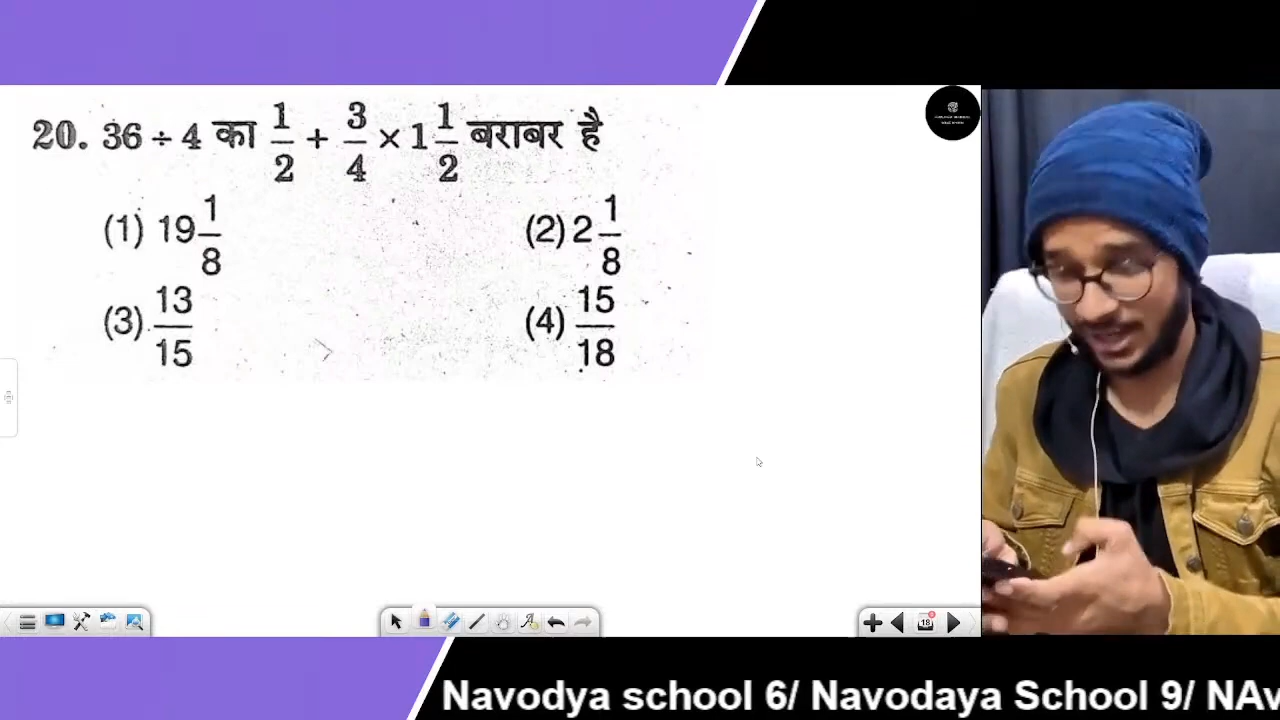 20. 36 ÷ 4 का 1/2 + 3/4 × 1 1/2 बराबर है
(1) 19 1/8 (2) 2 1/8
(3) 13/15 (4) 15/18
18
Navodya school 6/ Navodaya School 9/ NAv